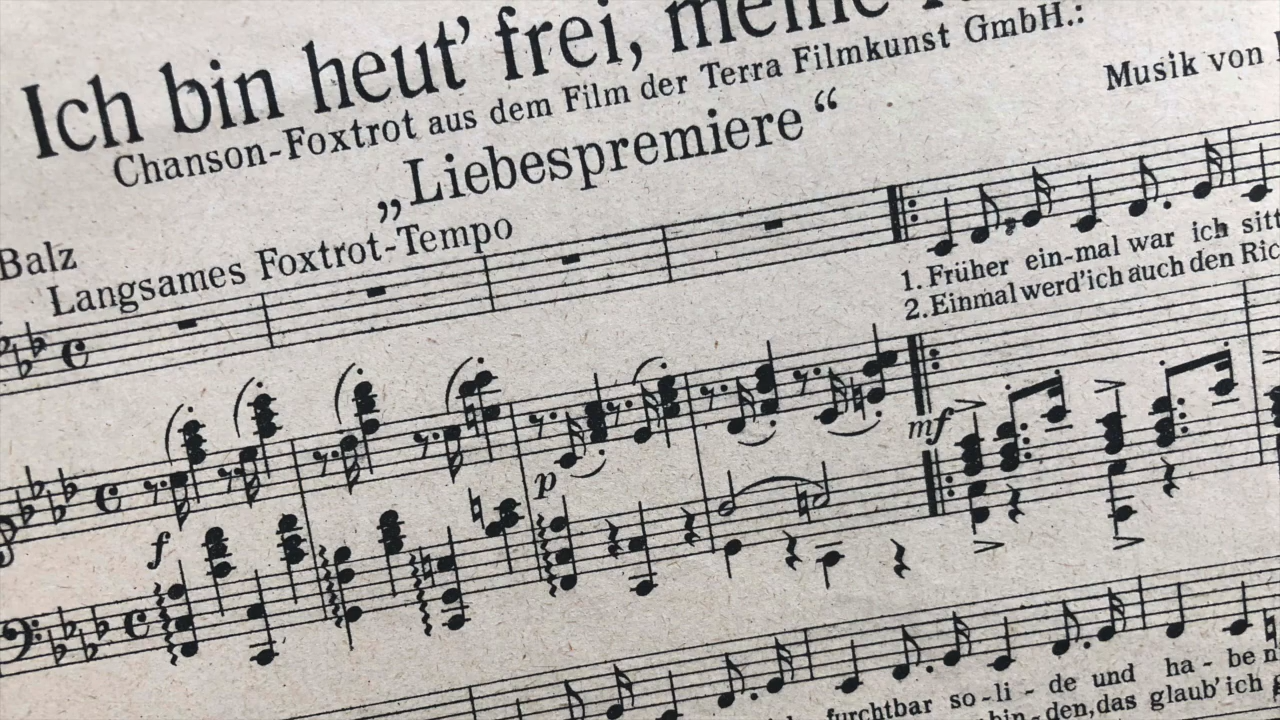 Ich bin heut' frei, meine
Chanson-Foxtrot aus dem Film der Terra Filmkunst GmbH.:
„Liebespremiere“
Musik von
Balz
Langsames Foxtrot-Tempo
1. Früher ein-mal war ich
2. Einmal werd' ich auch den
mf
p
f
furchtbar so-li-de und ha-be
den, das glaub' ich